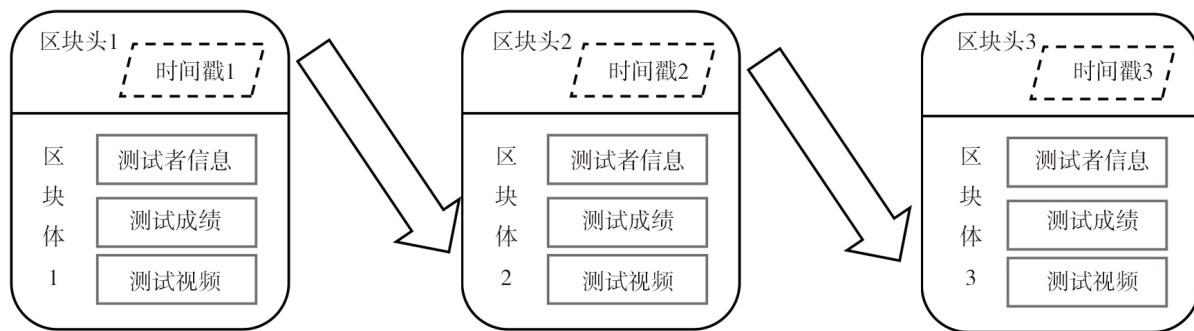 区块头1
时间戳1
区块体1
测试者信息
测试成绩
测试视频
区块头2
时间戳2
区块体2
测试者信息
测试成绩
测试视频
区块头3
时间戳3
区块体3
测试者信息
测试成绩
测试视频